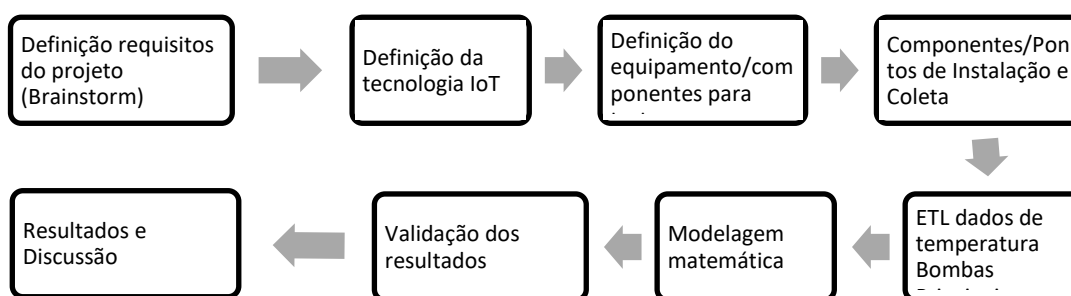 Definição requisitos
do projeto
(Brainstorm)
Definição da
tecnologia IoT
Definição do
equipamento/com
ponentes para
Componentes/Pon
tos de Instalação e
Coleta
ETL dados de
temperatura
Bombas
Modelagem
matemática
Validação dos
resultados
Resultados e
Discussão